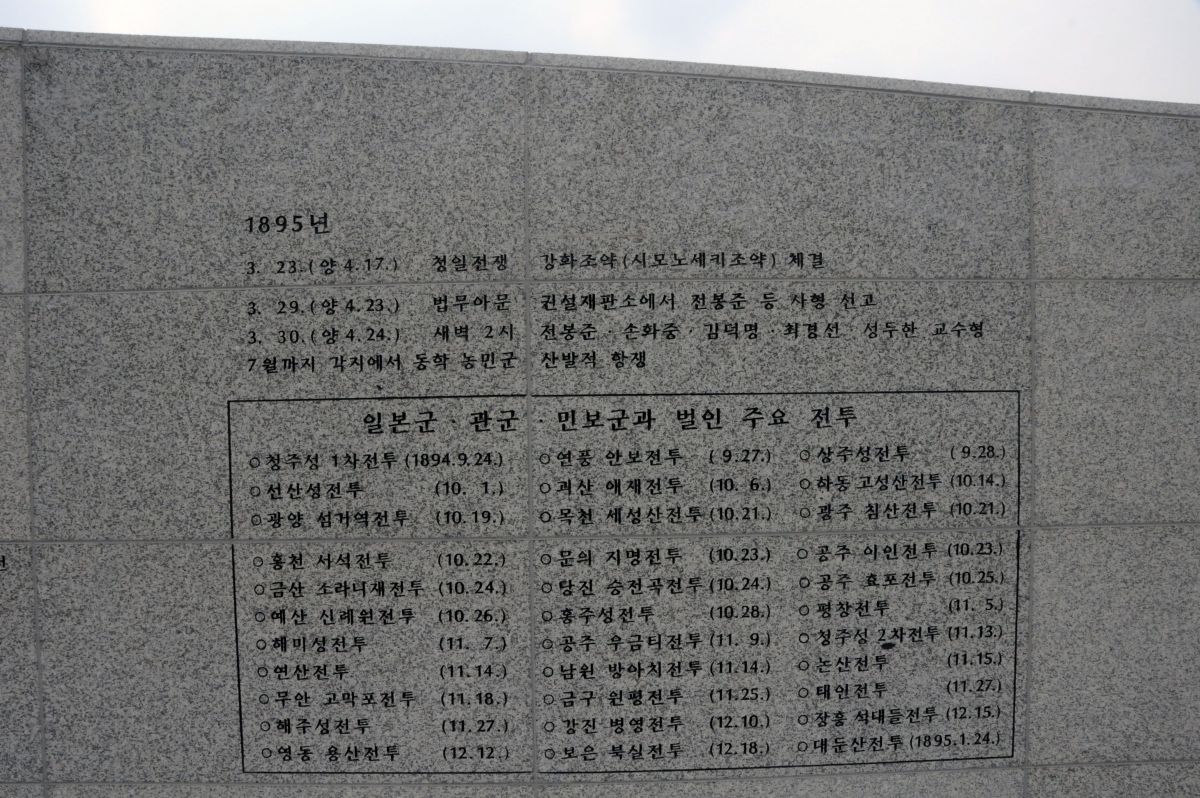 1895년
3. 23.(양 4.17.) 청일전쟁 강화조약(시모노세키조약) 체결
3. 29.(양 4.23.) 법무아문 권설재판소에서 전봉준 등 사형 선고
3. 30.(양 4.24.) 새벽 2시 전봉준·손화중·김덕명·최경선·성두한 교수형
7월까지 각지에서 동학 농민군 산발적 항쟁
일본군·관군·민보군과 벌인 주요 전투
○청주성 1차전투(1894.9.24.) ○연풍 안보전투 (9.27.) ○상주성전투 (9.28.)
○선산성전투 (10. 1.) ○괴산 애재전투 (10. 6.) ○하동 고성산전투(10.14.)
○광양 섬거역전투 (10.19.) ○목천 세성산전투(10.21.) ○광주 침산전투 (10.21.)
○홍천 서석전투 (10.22.) ○문의 지명전투 (10.23.) ○공주 이인전투 (10.23.)
○금산 소라니재전투 (10.24.) ○당진 승전곡전투(10.24.) ○공주 효포전투 (10.25.)
○예산 신례원전투 (10.26.) ○홍주성전투 (10.28.) ○평창전투 (11. 5.)
○해미성전투 (11. 7.) ○공주 우금티전투(11. 9.) ○청주성 2차전투(11.13.)
○연산전투 (11.14.) ○남원 방아치전투(11.14.) ○논산전투 (11.15.)
○무안 고막포전투 (11.18.) ○금구 원평전투 (11.25.) ○태인전투 (11.27.)
○해주성전투 (11.27.) ○강진 병영전투 (12.10.) ○장흥 석대들전투(12.15.)
○영동 용산전투 (12.12.) ○보은 북실전투 (12.18.) ○대둔산전투(1895.1.24.)